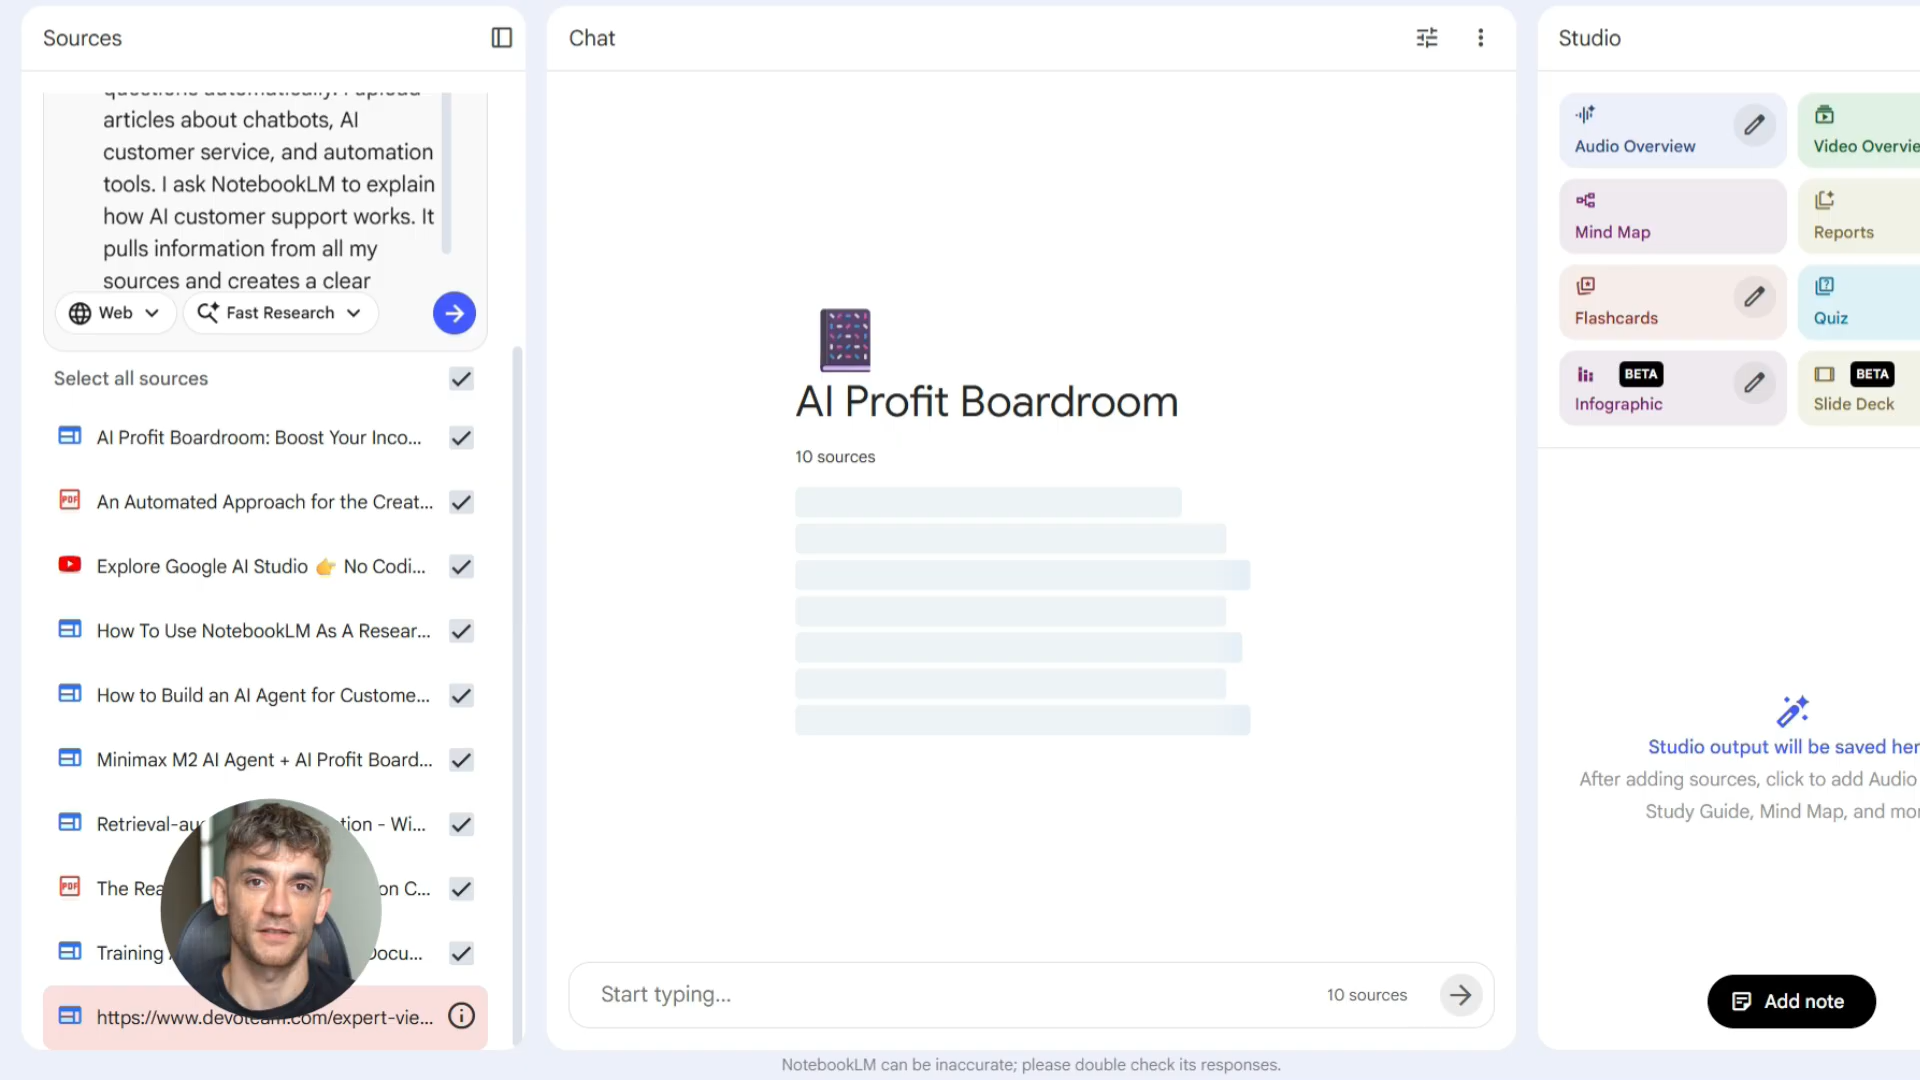 Sources
questions automatically. I upload
articles about chatbots, AI
customer service, and automation
tools. I ask NotebookLM to explain
how AI customer support works. It
pulls information from all my
sources and creates a clear
Web
Fast Research
Select all sources
AI Profit Boardroom: Boost Your Inco...
PDF
An Automated Approach for the Creat...
Explore Google AI Studio 👉 No Codi...
How To Use NotebookLM As A Resear...
How to Build an AI Agent for Custome...
Minimax M2 AI Agent + AI Profit Board...
Retrieval-au tion - Wi...
PDF
The Rea on C...
Training Docu...
https://www.devoteam.com/expert-vie...
Chat
AI Profit Boardroom
10 sources
Start typing...
10 sources
NotebookLM can be inaccurate; please double check its responses.
Studio
Audio Overview
Video Overvie
Mind Map
Reports
Flashcards
Quiz
BETA
Infographic
BETA
Slide Deck
Studio output will be saved her
After adding sources, click to add Audio
Study Guide, Mind Map, and mor
Add note